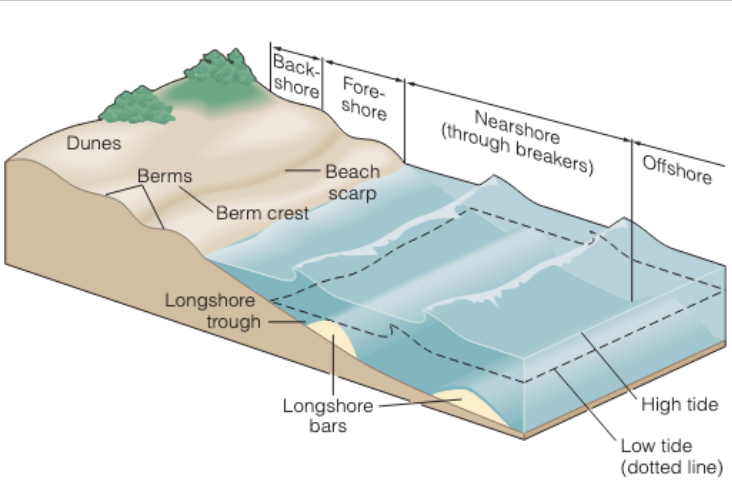 Back-
shore
Fore-
shore
Nearshore
(through breakers)
Offshore
Dunes
Berms
Beach
scarp
Berm crest
Longshore
trough
Longshore
bars
High tide
Low tide
(dotted line)